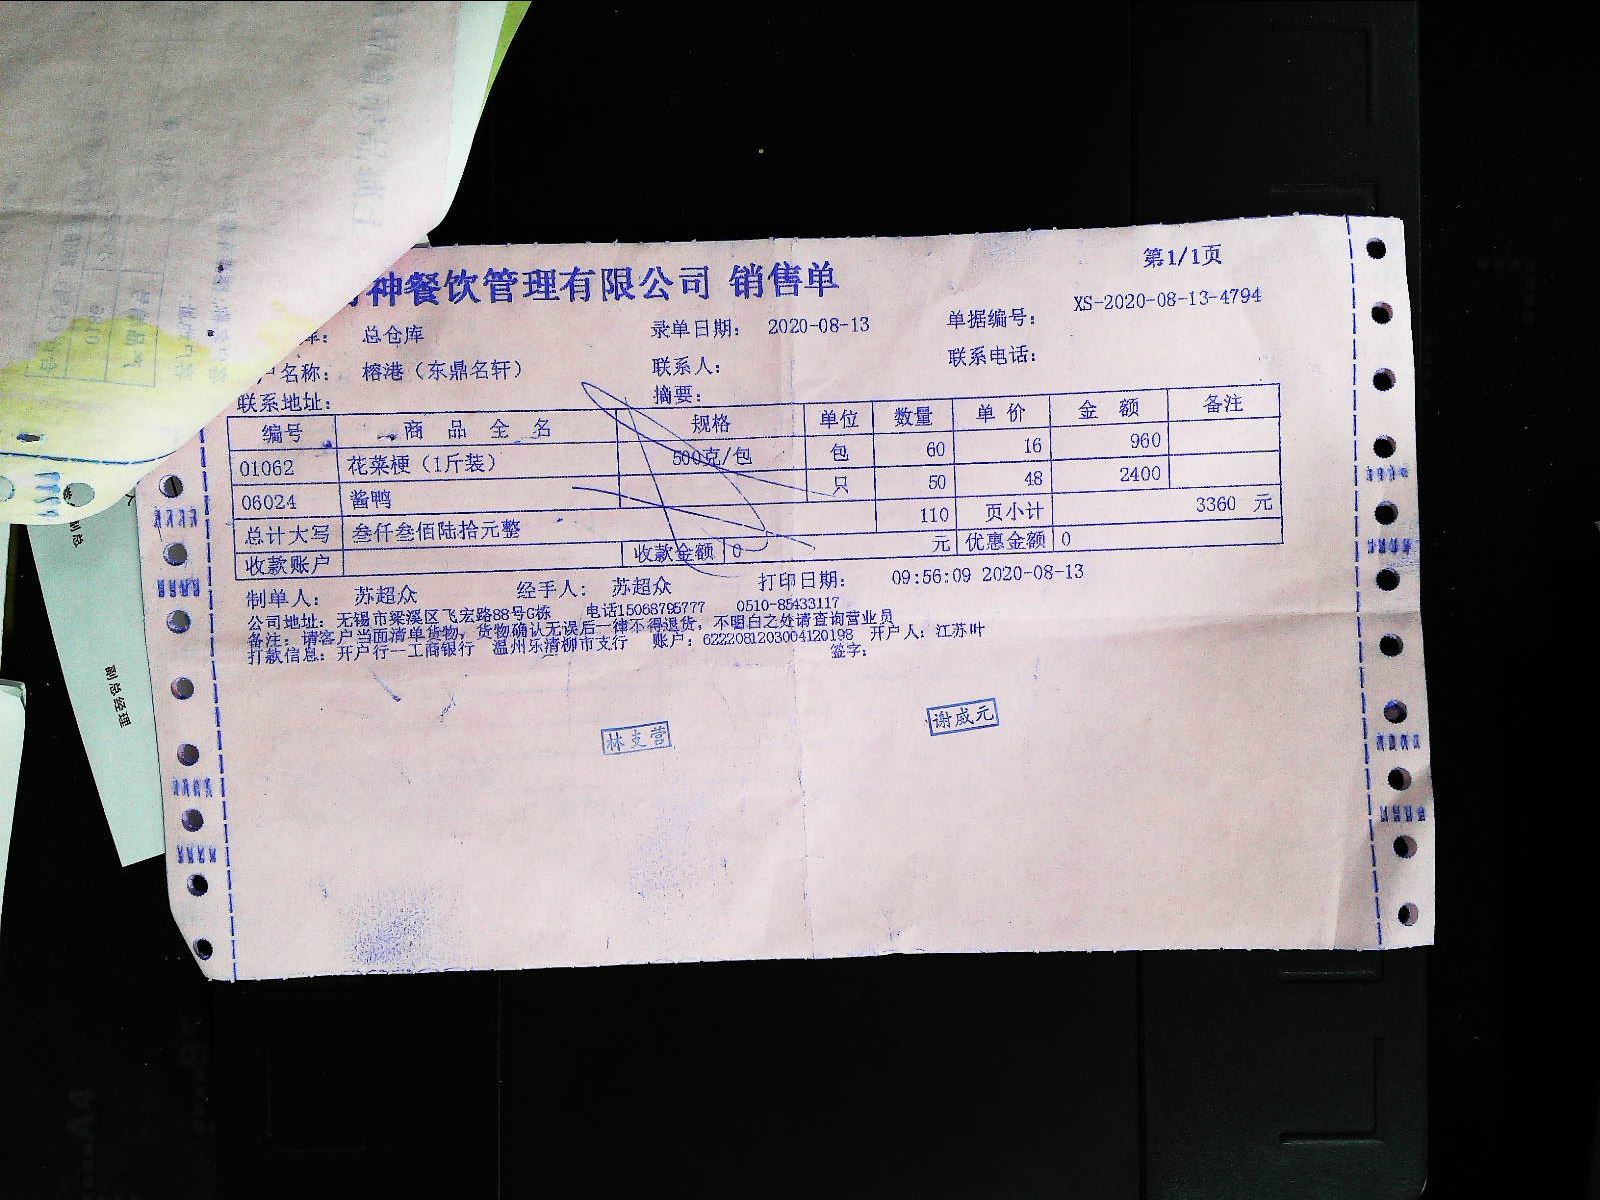 神餐饮管理有限公司 销售单
第1/1页
库: 总仓库 录单日期: 2020-08-13 单据编号: XS-2020-08-13-4794
户名称: 榕港（东鼎名轩） 联系人: 联系电话:
联系地址: 摘要:
编号 商品全名 规格 单位 数量 单价 金额 备注
01062 花菜梗（1斤装） 500克/包 包 60 16 960
06024 酱鸭 只 50 48 2400
总计大写 叁仟叁佰陆拾元整 110 页小计 3360 元
收款账户 收款金额 0 元 优惠金额 0
制单人: 苏超众 经手人: 苏超众 打印日期: 09:56:09 2020-08-13
公司地址: 无锡市梁溪区飞宏路88号G栋 电话15068795777 0510-85433117
备注: 请客户当面清单货物, 货物确认无误后一律不得退货, 不明白之处请查询营业员
打款信息: 开户行—工商银行 温州乐清柳市支行 账户: 6222081203004120198 开户人: 江苏叶
签字:
林支营
谢成元
副总
副总经理